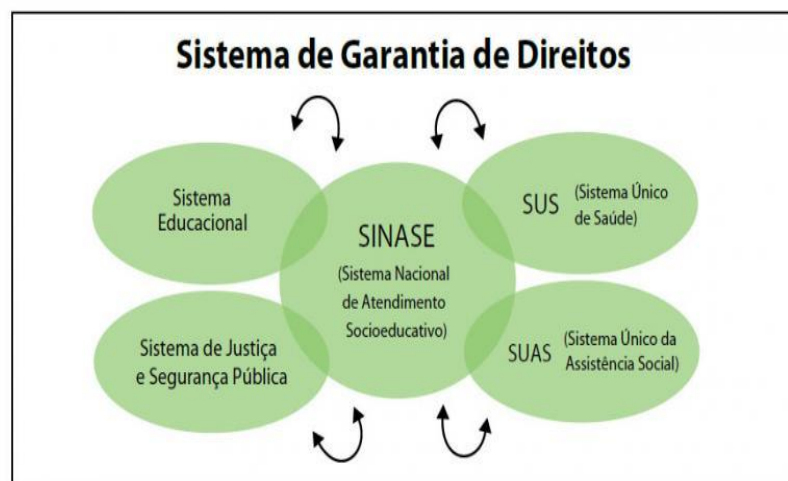 Sistema de Garantia de Direitos
Sistema
Educacional
SINASE
(Sistema Nacional
de Atendimento
Socioeducativo)
SUS (Sistema Único
de Saúde)
Sistema de Justiça
e Segurança Pública
SUAS (Sistema Único da
Assistência Social)